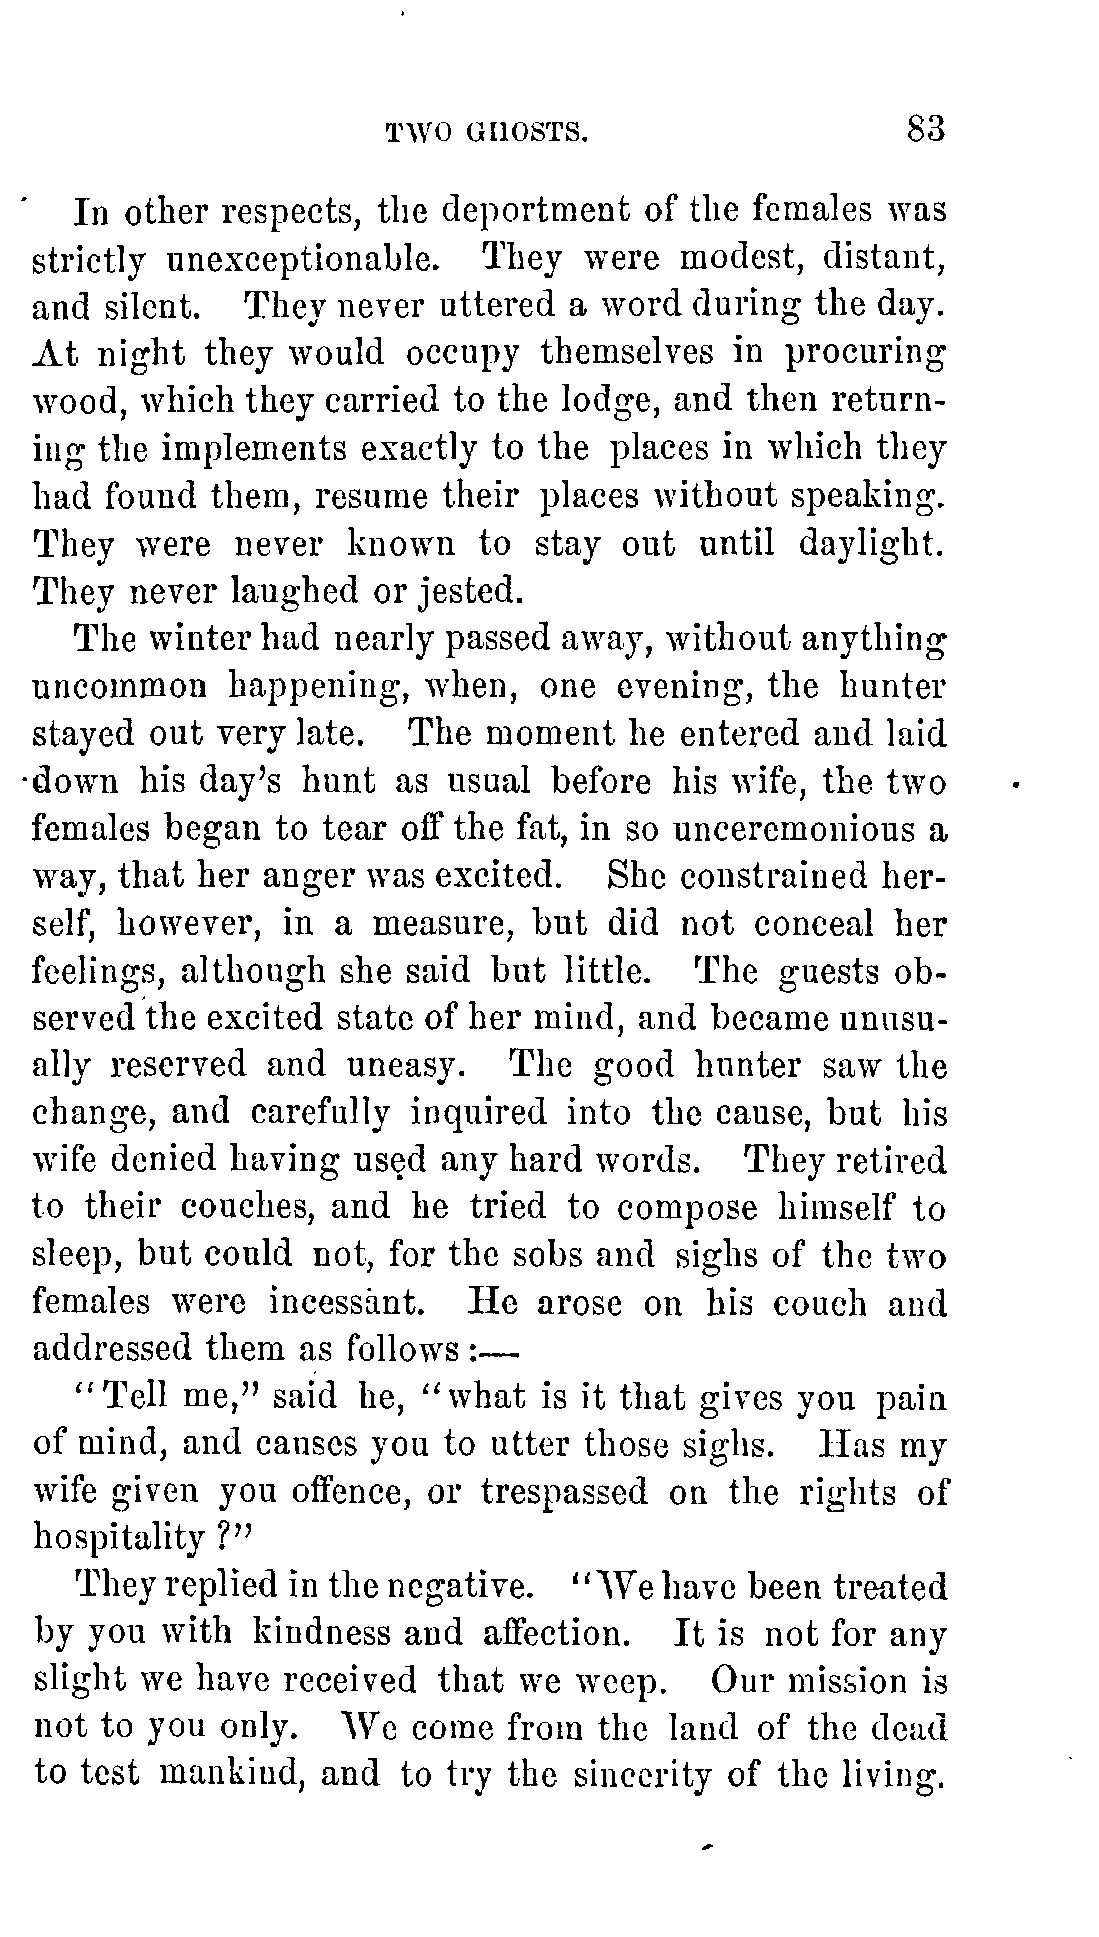 TWO GHOSTS. 83
In other respects, the deportment of the females was
strictly unexceptionable. They were modest, distant,
and silent. They never uttered a word during the day.
At night they would occupy themselves in procuring
wood, which they carried to the lodge, and then return-
ing the implements exactly to the places in which they
had found them, resume their places without speaking.
They were never known to stay out until daylight.
They never laughed or jested.
The winter had nearly passed away, without anything
uncommon happening, when, one evening, the hunter
stayed out very late. The moment he entered and laid
down his day's hunt as usual before his wife, the two
females began to tear off the fat, in so unceremonious a
way, that her anger was excited. She constrained her-
self, however, in a measure, but did not conceal her
feelings, although she said but little. The guests ob-
served the excited state of her mind, and became unusu-
ally reserved and uneasy. The good hunter saw the
change, and carefully inquired into the cause, but his
wife denied having used any hard words. They retired
to their couches, and he tried to compose himself to
sleep, but could not, for the sobs and sighs of the two
females were incessant. He arose on his couch and
addressed them as follows:—
"Tell me," said he, "what is it that gives you pain
of mind, and causes you to utter those sighs. Has my
wife given you offence, or trespassed on the rights of
hospitality?"
They replied in the negative. "We have been treated
by you with kindness and affection. It is not for any
slight we have received that we weep. Our mission is
not to you only. We come from the land of the dead
to test mankind, and to try the sincerity of the living.